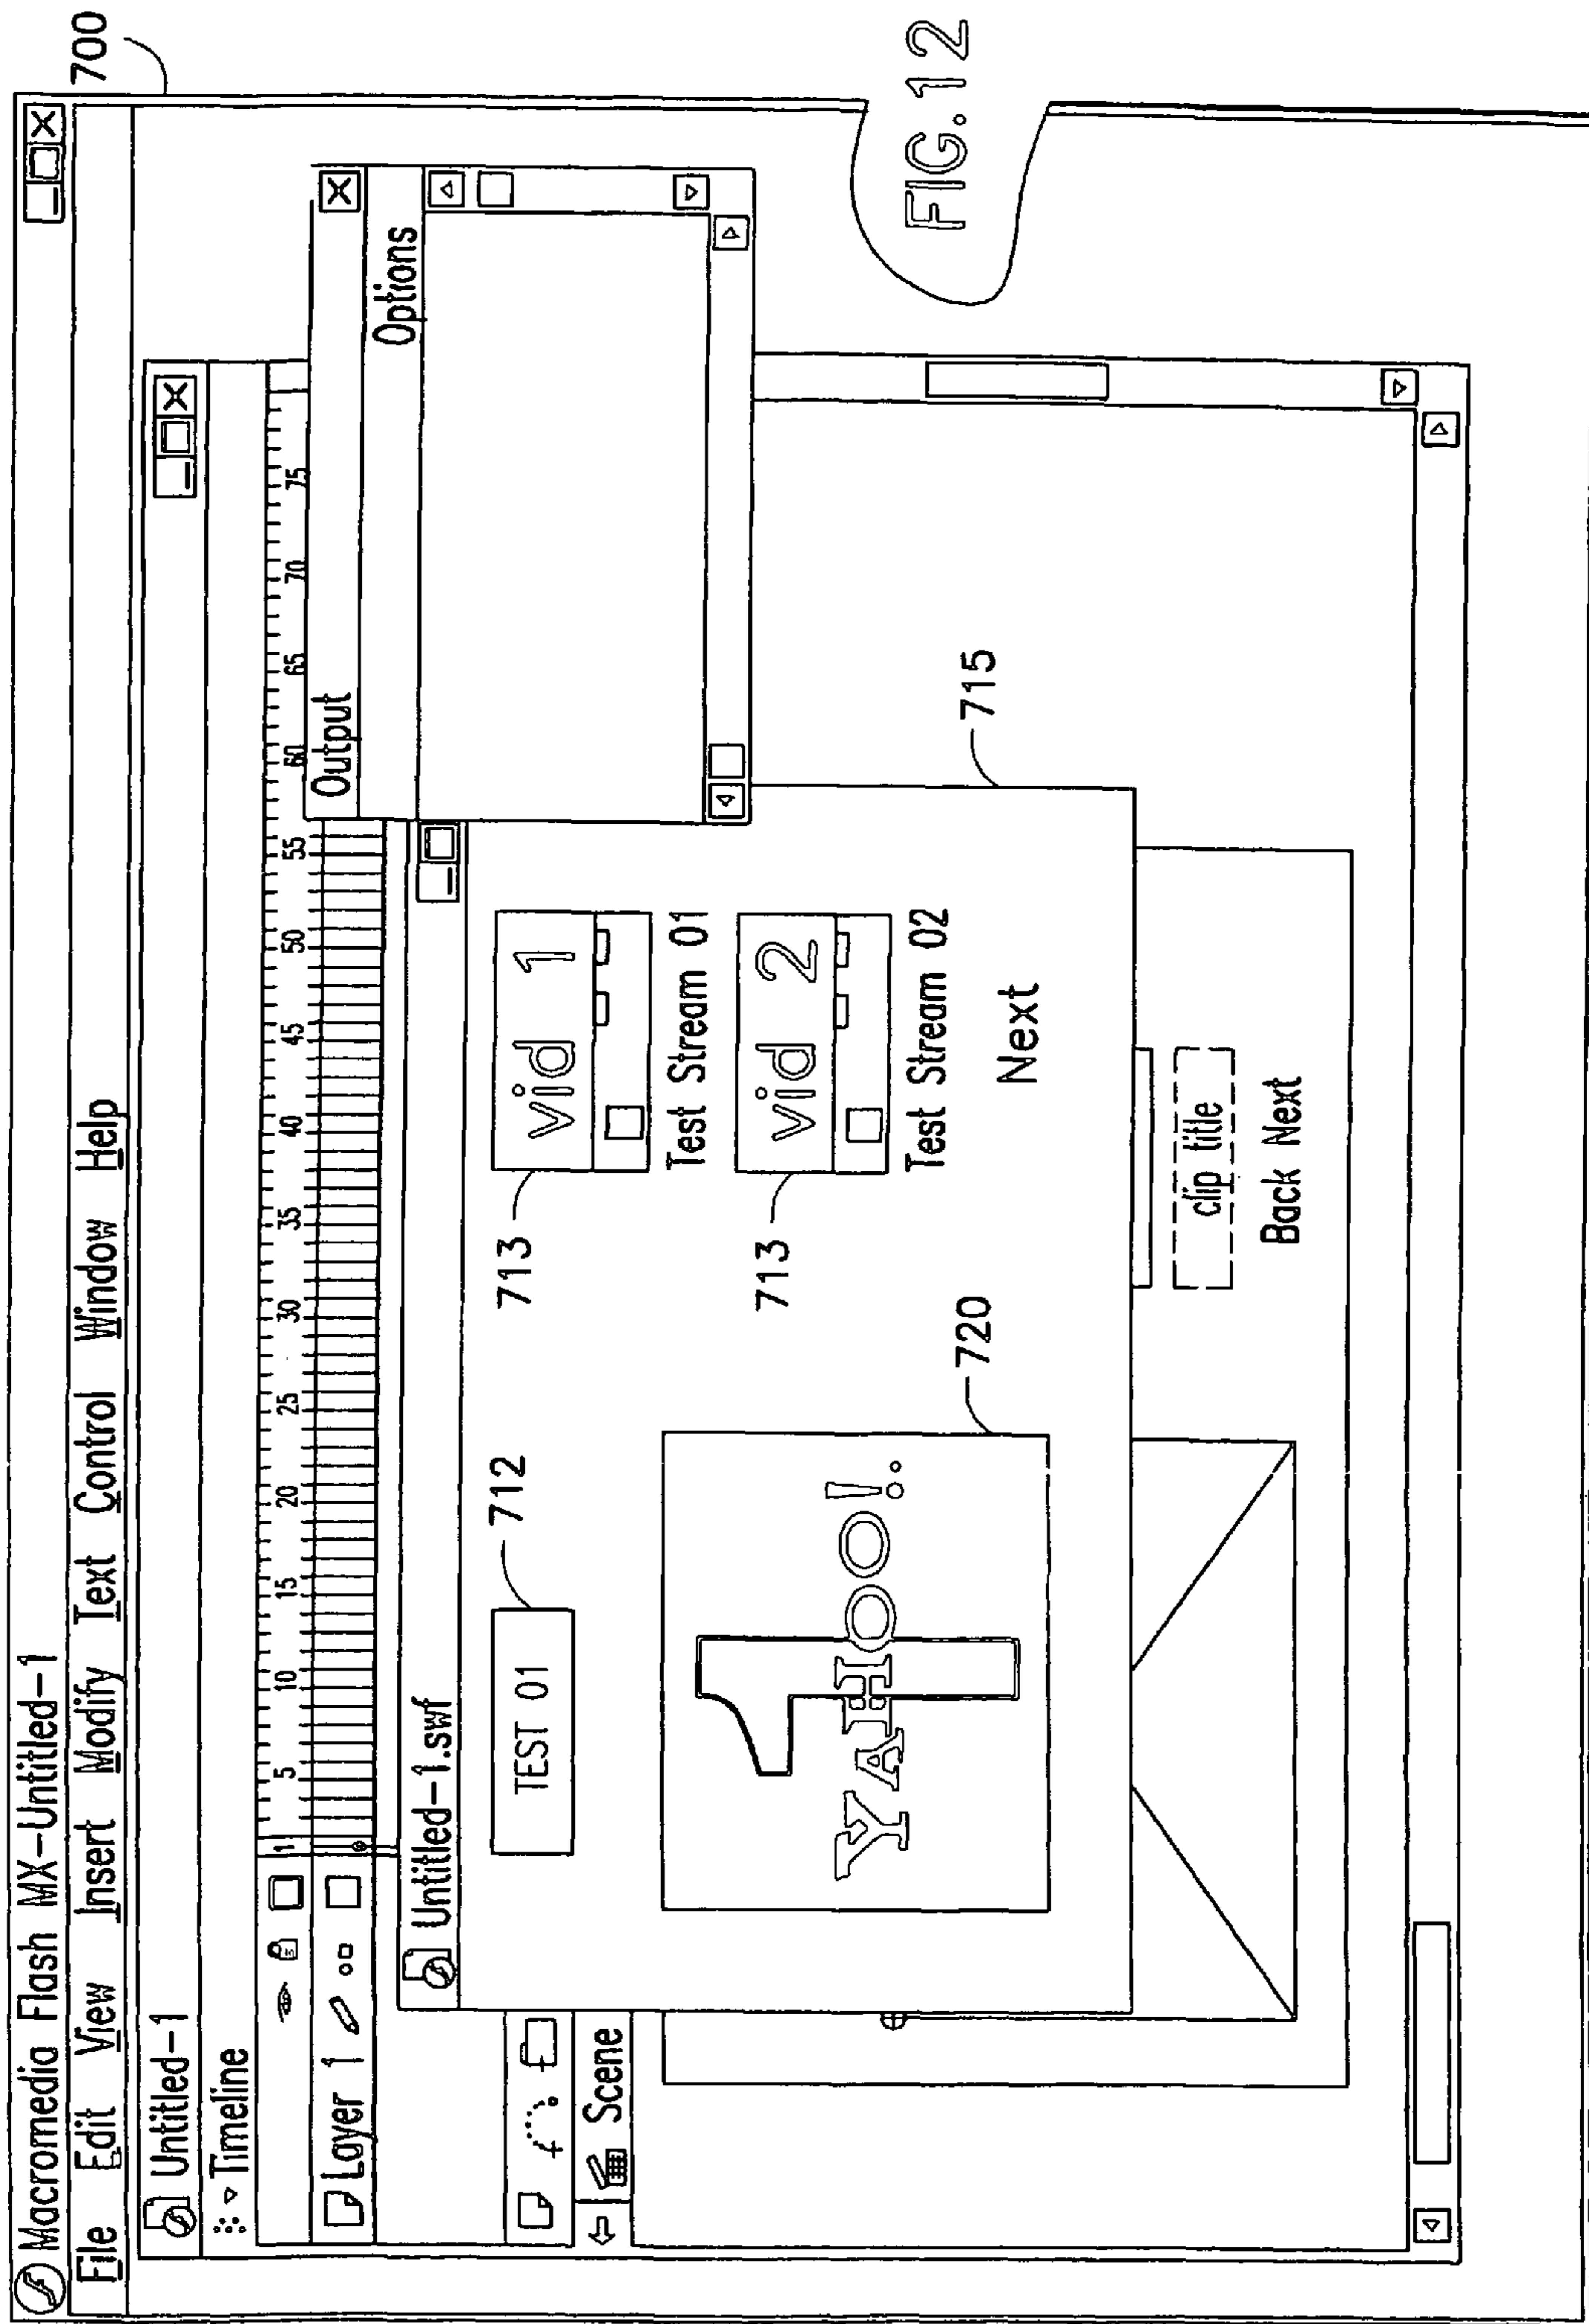 Macromedia Flash MX-Untitled-1
700
File Edit View Insert Modify Text Control Window Help
Untitled-1
Timeline
1 5 10 15 20 25 30 35 40 45 50 55 60 65 70 75
Layer 1
Output
Options
Untitled-1.swf
TEST 01
712
713
vid 1
Test Stream 01
Scene
713
vid 2
Test Stream 02
1
YAHOO!
720
Next
715
FIG.12
clip title
Back Next